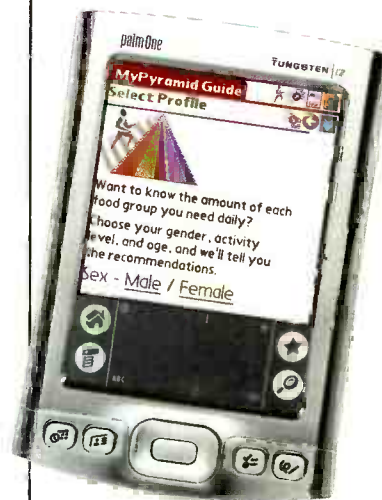 palmOne
TUNGSTEN
MyPyramid Guide
Select Profile
Want to know the amount of each
food group you need daily?
Choose your gender, activity
level, and age, and we'll tell you
the recommendations.
Sex - Male / Female
ABC